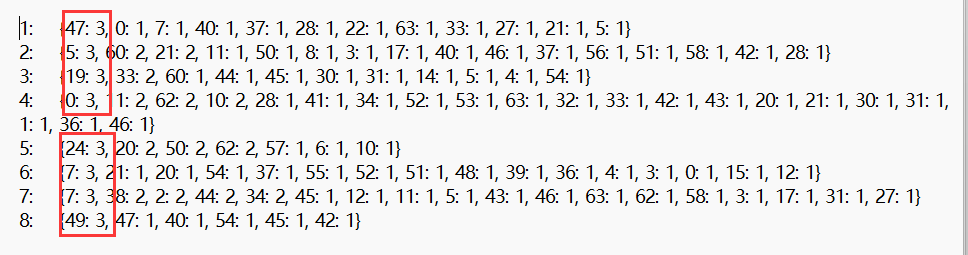 1: {47: 3, 0: 1, 7: 1, 40: 1, 37: 1, 28: 1, 22: 1, 63: 1, 33: 1, 27: 1, 21: 1, 5: 1}
2: {5: 3, 60: 2, 21: 2, 11: 1, 50: 1, 8: 1, 3: 1, 17: 1, 40: 1, 46: 1, 37: 1, 56: 1, 51: 1, 58: 1, 42: 1, 28: 1}
3: {19: 3, 33: 2, 60: 1, 44: 1, 45: 1, 30: 1, 31: 1, 14: 1, 5: 1, 4: 1, 54: 1}
4: {0: 3, 11: 2, 62: 2, 10: 2, 28: 1, 41: 1, 34: 1, 52: 1, 53: 1, 63: 1, 32: 1, 33: 1, 42: 1, 43: 1, 20: 1, 21: 1, 30: 1, 31: 1,
1: 1, 36: 1, 46: 1}
5: {24: 3, 20: 2, 50: 2, 62: 2, 57: 1, 6: 1, 10: 1}
6: {7: 3, 21: 1, 20: 1, 54: 1, 37: 1, 55: 1, 52: 1, 51: 1, 48: 1, 39: 1, 36: 1, 4: 1, 3: 1, 0: 1, 15: 1, 12: 1}
7: {7: 3, 38: 2, 2: 2, 44: 2, 34: 2, 45: 1, 12: 1, 11: 1, 5: 1, 43: 1, 46: 1, 63: 1, 62: 1, 58: 1, 3: 1, 17: 1, 31: 1, 27: 1}
8: {49: 3, 47: 1, 40: 1, 54: 1, 45: 1, 42: 1}